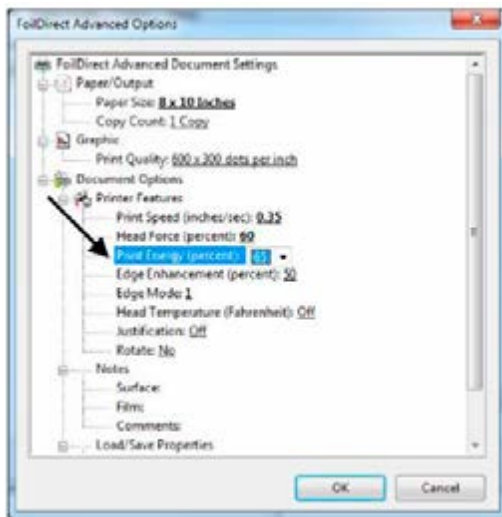 FoilDirect Advanced Options
FoilDirect Advanced Document Settings
Paper/Output
Paper Size: 8 x 10 Inches
Copy Count: 1 Copy
Graphic
Print Quality: 600 x 300 dots per inch
Document Options
Printer Features
Print Speed (inches/sec): 0.35
Head Force (percent): 60
Print Energy (percent): 65
Edge Enhancement (percent): 50
Edge Mode: 1
Head Temperature (Fahrenheit): Off
Justification: Off
Rotate: No
Notes
Surface:
Film:
Comments:
Load/Save Properties
OK Cancel